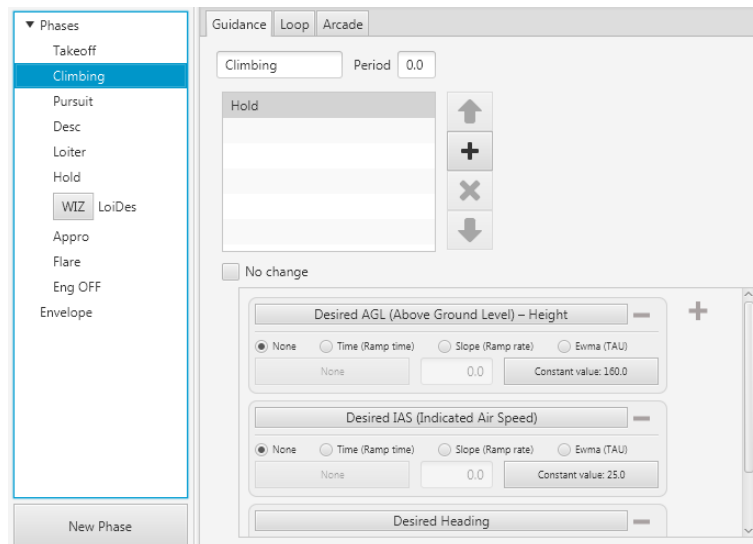 Phases
Takeoff
Climbing
Pursuit
Desc
Loiter
Hold
WIZ LoiDes
Appro
Flare
Eng OFF
Envelope
New Phase
Guidance Loop Arcade
Climbing Period 0.0
Hold
No change
Desired AGL (Above Ground Level) – Height
None Time (Ramp time) Slope (Ramp rate) Ewma (TAU)
None 0.0 Constant value: 160.0
Desired IAS (Indicated Air Speed)
None Time (Ramp time) Slope (Ramp rate) Ewma (TAU)
None 0.0 Constant value: 25.0
Desired Heading